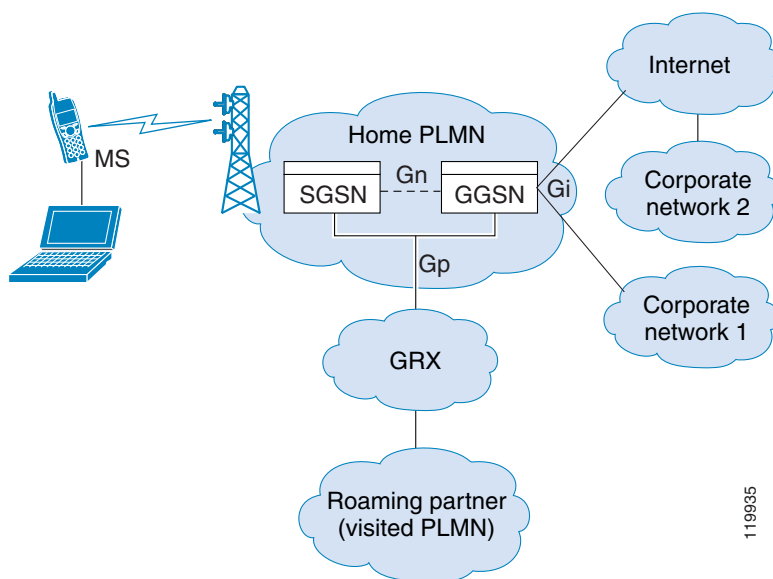 Internet
MS
Home PLMN
SGSN
Gn
GGSN
Gi
Corporate
network 2
Gp
Corporate
network 1
GRX
Roaming partner
(visited PLMN)
119935